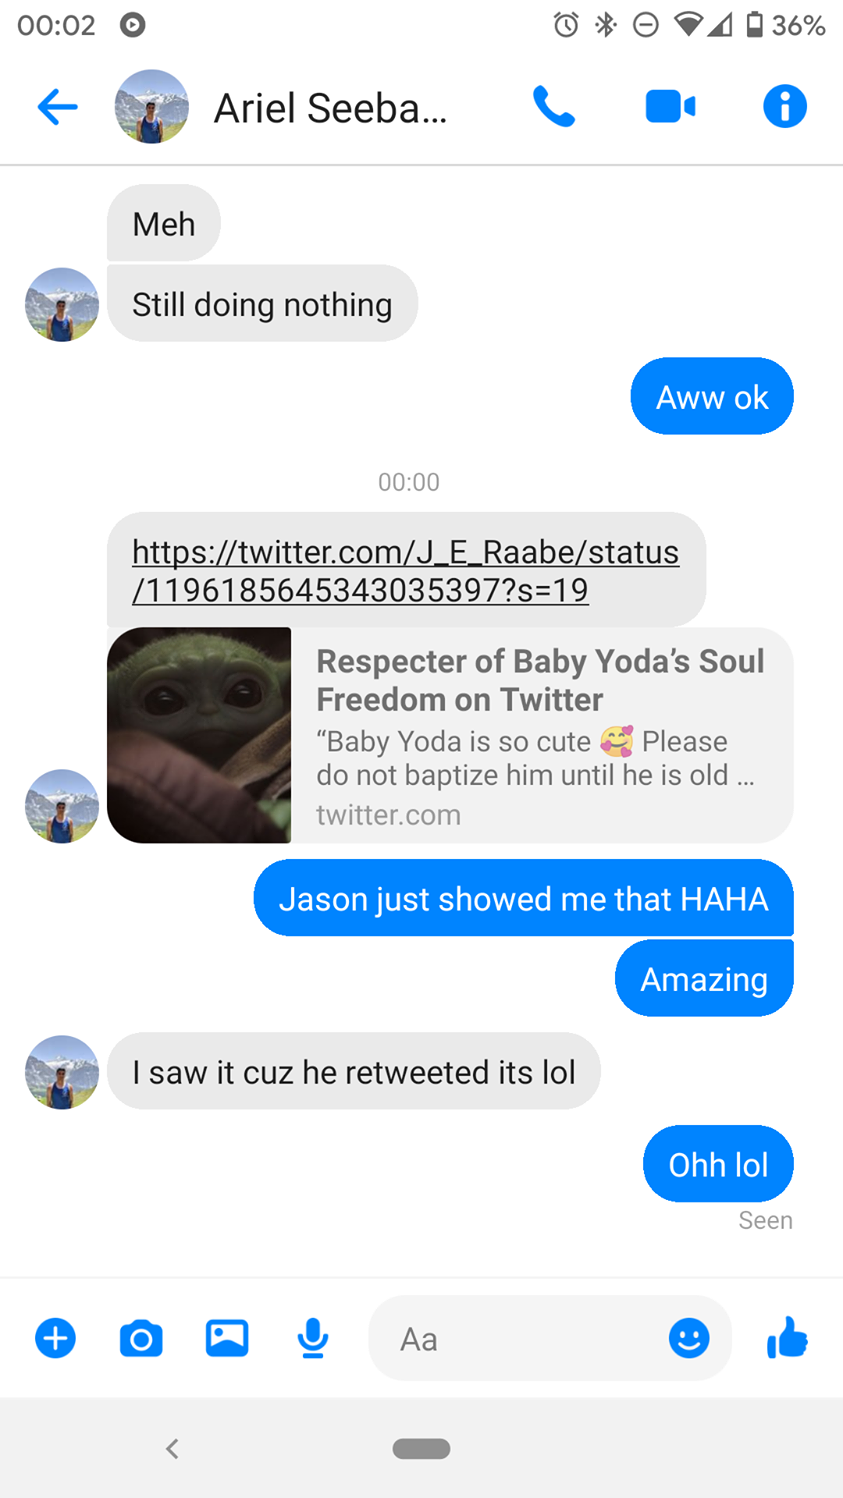 00:02
36%
Ariel Seeba...
Meh
Still doing nothing
Aww ok
00:00
https://twitter.com/J_E_Raabe/status
/1196185645343035397?s=19
Respecter of Baby Yoda’s Soul
Freedom on Twitter
“Baby Yoda is so cute 🥰 Please
do not baptize him until he is old ...
twitter.com
Jason just showed me that HAHA
Amazing
I saw it cuz he retweeted its lol
Ohh lol
Seen
Aa